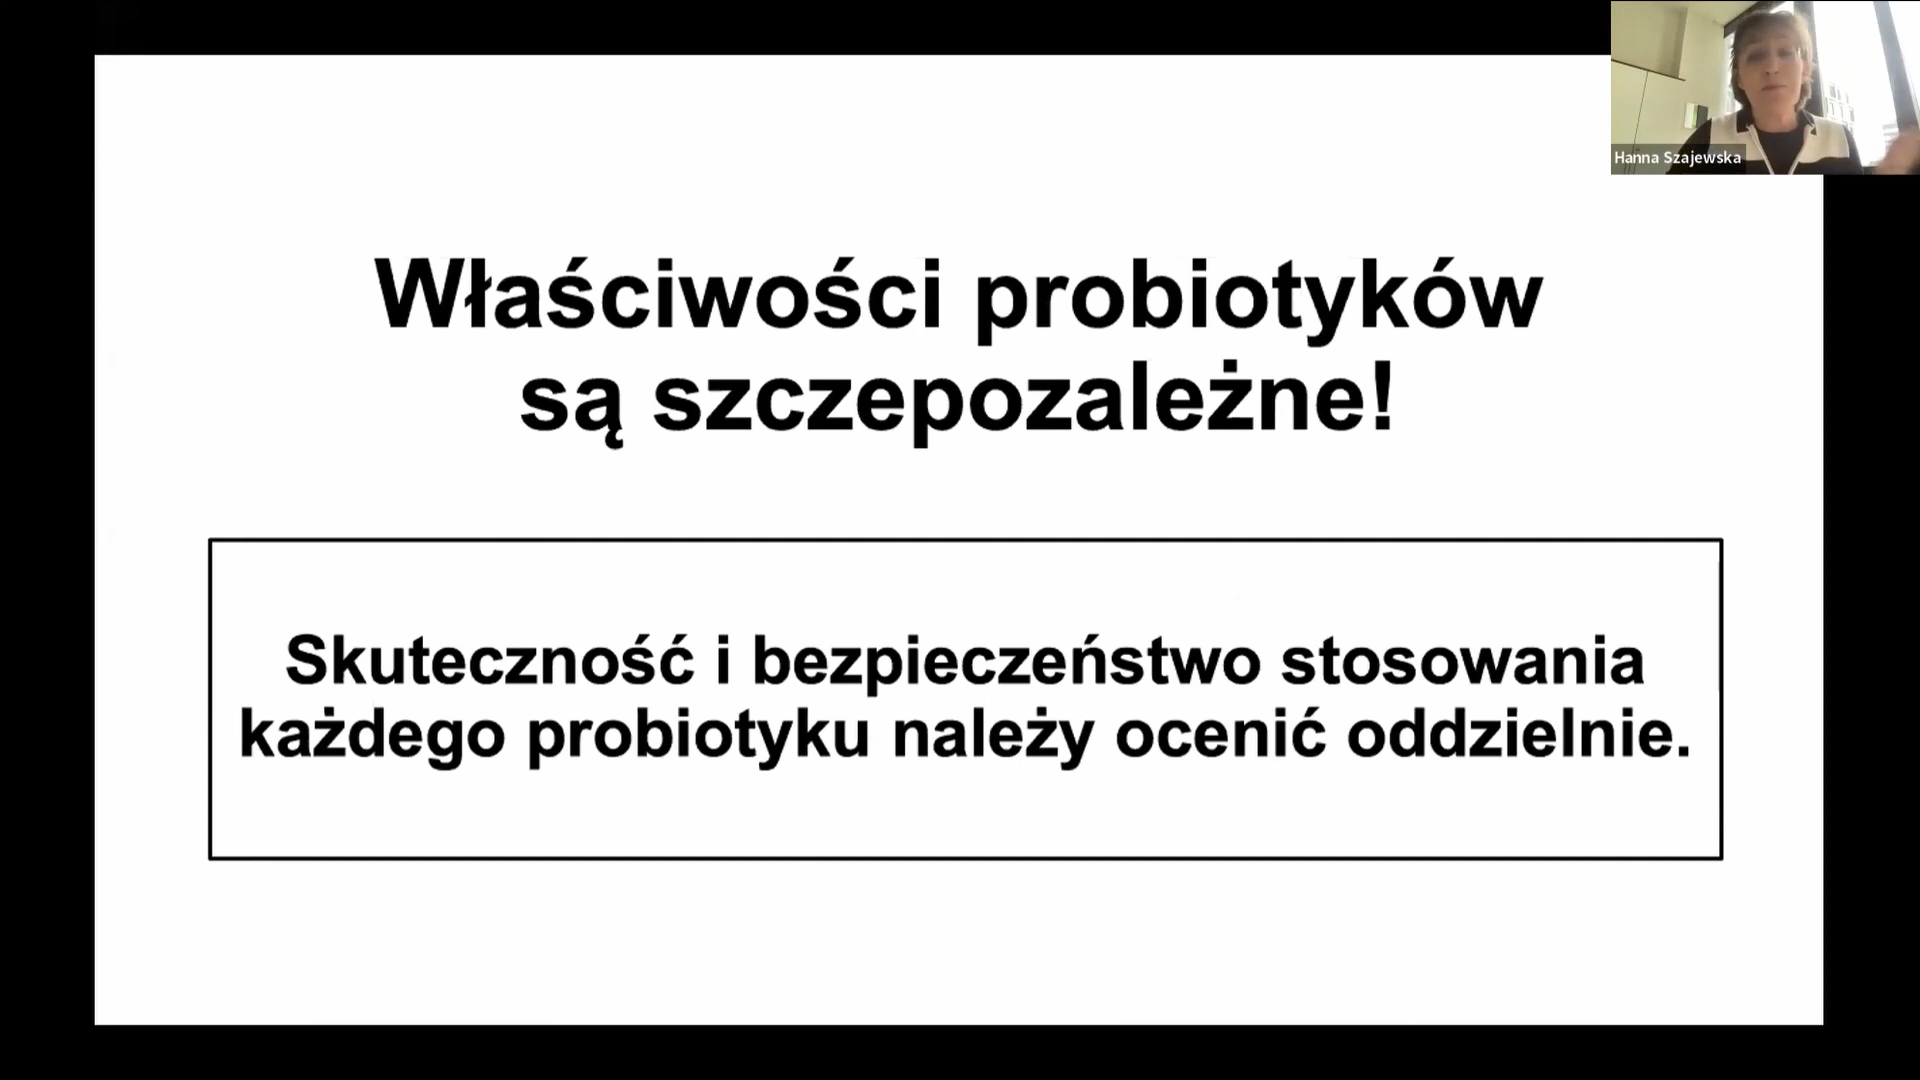 Hanna Szajewska
Właściwości probiotyków
są szczepozależne!
Skuteczność i bezpieczeństwo stosowania
każdego probiotyku należy ocenić oddzielnie.